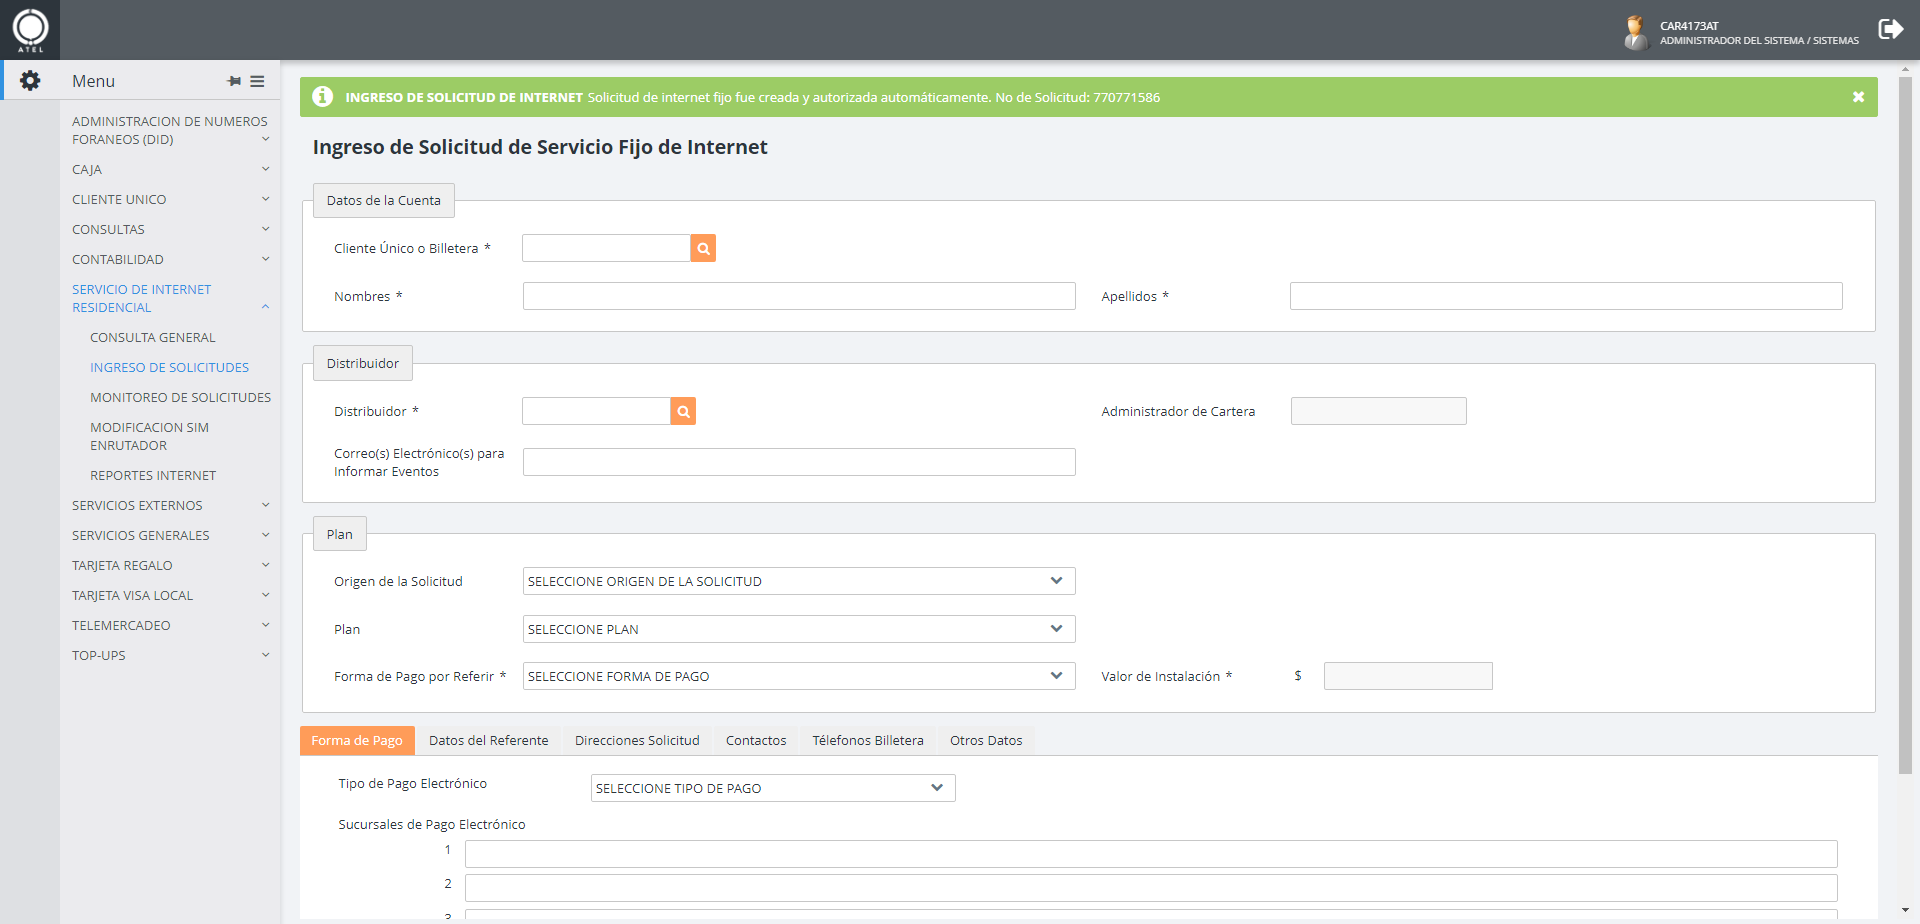 ATEL
CAR4173AT
ADMINISTRADOR DEL SISTEMA / SISTEMAS
Menu
ADMINISTRACION DE NUMEROS
FORANEOS (DID)
CAJA
CLIENTE UNICO
CONSULTAS
CONTABILIDAD
SERVICIO DE INTERNET
RESIDENCIAL
CONSULTA GENERAL
INGRESO DE SOLICITUDES
MONITOREO DE SOLICITUDES
MODIFICACION SIM
ENRUTADOR
REPORTES INTERNET
SERVICIOS EXTERNOS
SERVICIOS GENERALES
TARJETA REGALO
TARJETA VISA LOCAL
TELEMERCADEO
TOP-UPS
INGRESO DE SOLICITUD DE INTERNET Solicitud de internet fijo fue creada y autorizada automáticamente. No de Solicitud: 770771586
Ingreso de Solicitud de Servicio Fijo de Internet
Datos de la Cuenta
Cliente Único o Billetera *
Nombres *
Apellidos *
Distribuidor
Distribuidor *
Administrador de Cartera
Correo(s) Electrónico(s) para
Informar Eventos
Plan
Origen de la Solicitud
SELECCIONE ORIGEN DE LA SOLICITUD
Plan
SELECCIONE PLAN
Forma de Pago por Referir *
SELECCIONE FORMA DE PAGO
Valor de Instalación *
$
Forma de Pago
Datos del Referente
Direcciones Solicitud
Contactos
Télefonos Billetera
Otros Datos
Tipo de Pago Electrónico
SELECCIONE TIPO DE PAGO
Sucursales de Pago Electrónico
1
2
3